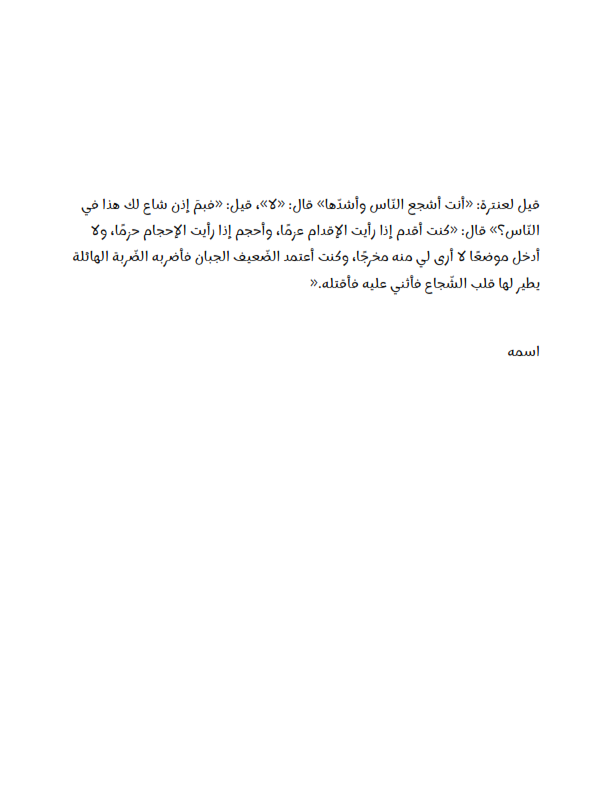 قيل لعنترة: «أنت أشجع النّاس وأشدّها» قال: «لا»، قيل: «فبمَ إذن شاع لك هذا في
النّاس؟» قال: «كنت أقدم إذا رأيت الإقدام عزمًا، وأحجم إذا رأيت الإحجام حزمًا، ولا
أدخل موضعًا لا أرى لي منه مخرجًا، وكنت أعتمد الضّعيف الجبان فأضربه الضّربة الهائلة
يطير لها قلب الشّجاع فأثني عليه فأقتله.»
اسمه